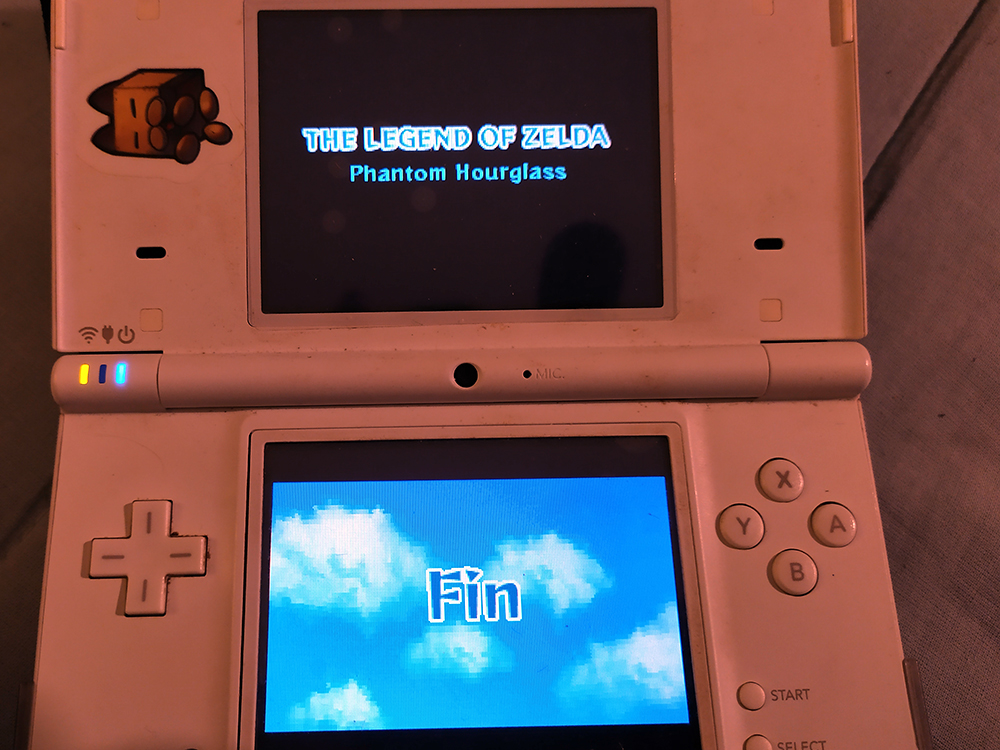 THE LEGEND OF ZELDA
Phantom Hourglass
MIC.
X
Y
A
B
Fin
START
SELECT